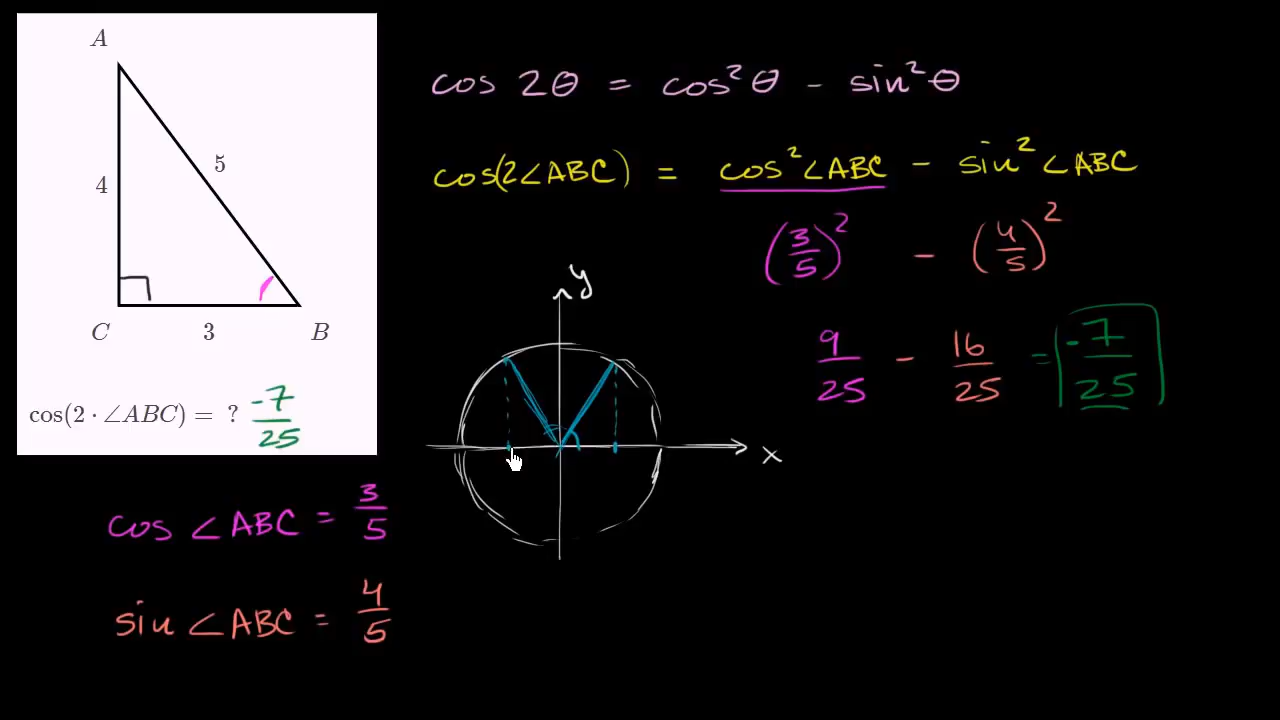 A
5
4
C
3
B
cos(2 · ∠ABC) = ? -7/25
cos 2θ = cos²θ - sin²θ
cos(2∠ABC) = cos²∠ABC - sin²∠ABC
(3/5)² - (4/5)²
9/25 - 16/25 = -7/25
y
x
cos ∠ABC = 3/5
sin ∠ABC = 4/5